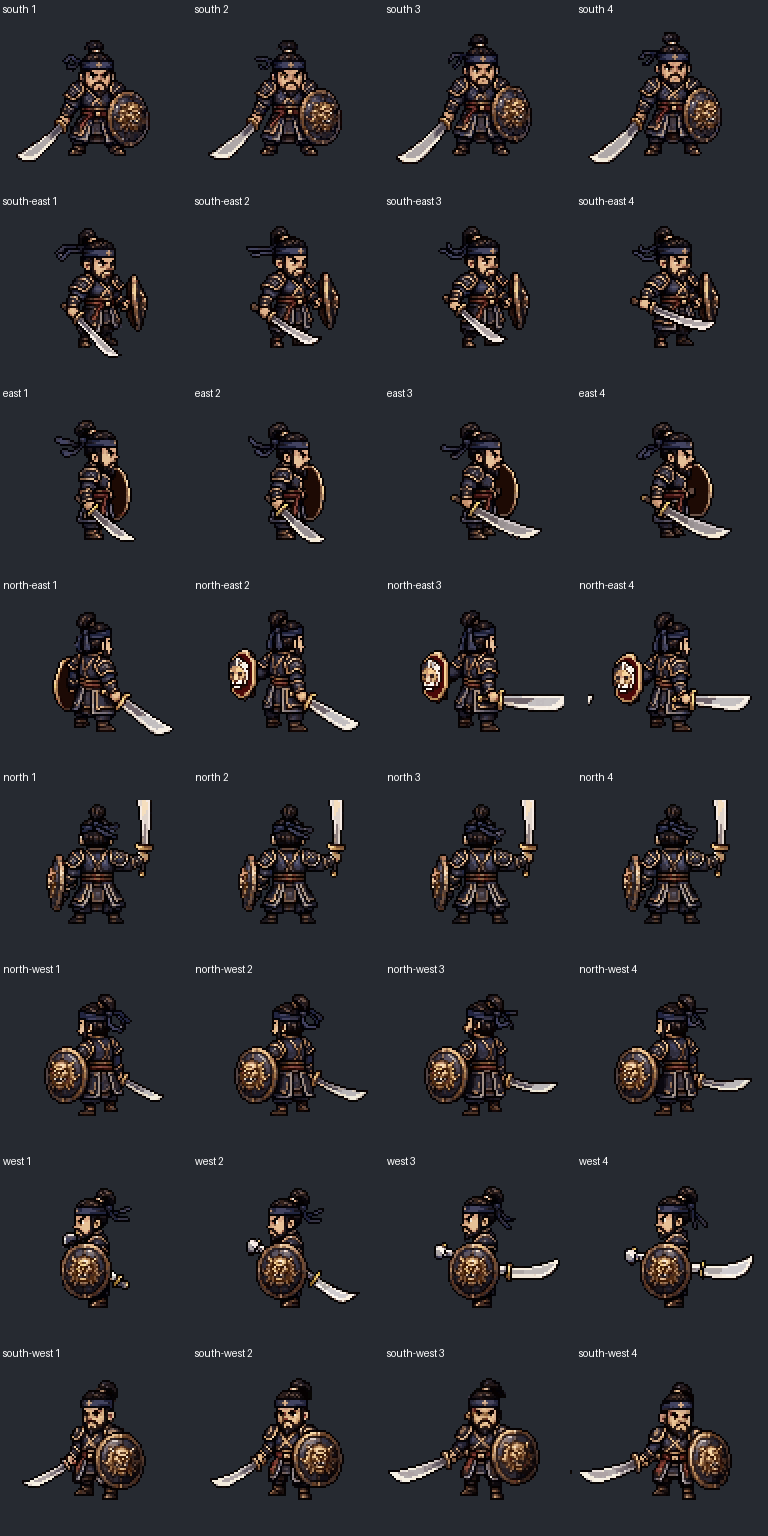 south 1 south 2 south 3 south 4
south-east 1 south-east 2 south-east 3 south-east 4
east 1 east 2 east 3 east 4
north-east 1 north-east 2 north-east 3 north-east 4
north 1 north 2 north 3 north 4
north-west 1 north-west 2 north-west 3 north-west 4
west 1 west 2 west 3 west 4
south-west 1 south-west 2 south-west 3 south-west 4